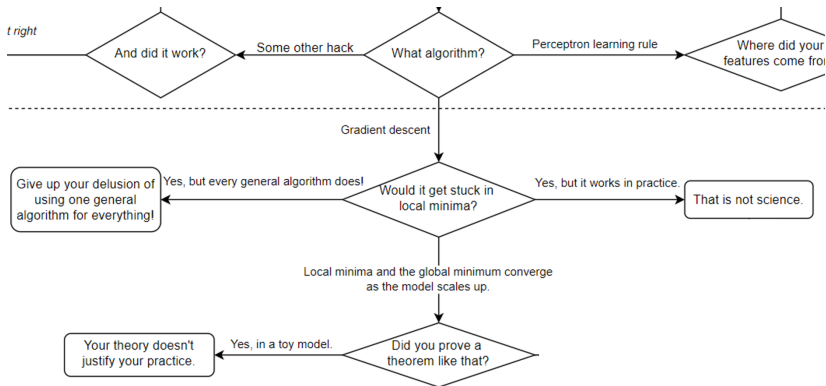 t right
And did it work?
Some other hack
What algorithm?
Perceptron learning rule
Where did your
features come from
Gradient descent
Give up your delusion of
using one general
algorithm for everything!
Yes, but every general algorithm does!
Would it get stuck in
local minima?
Yes, but it works in practice.
That is not science.
Local minima and the global minimum converge
as the model scales up.
Your theory doesn't
justify your practice.
Yes, in a toy model.
Did you prove a
theorem like that?